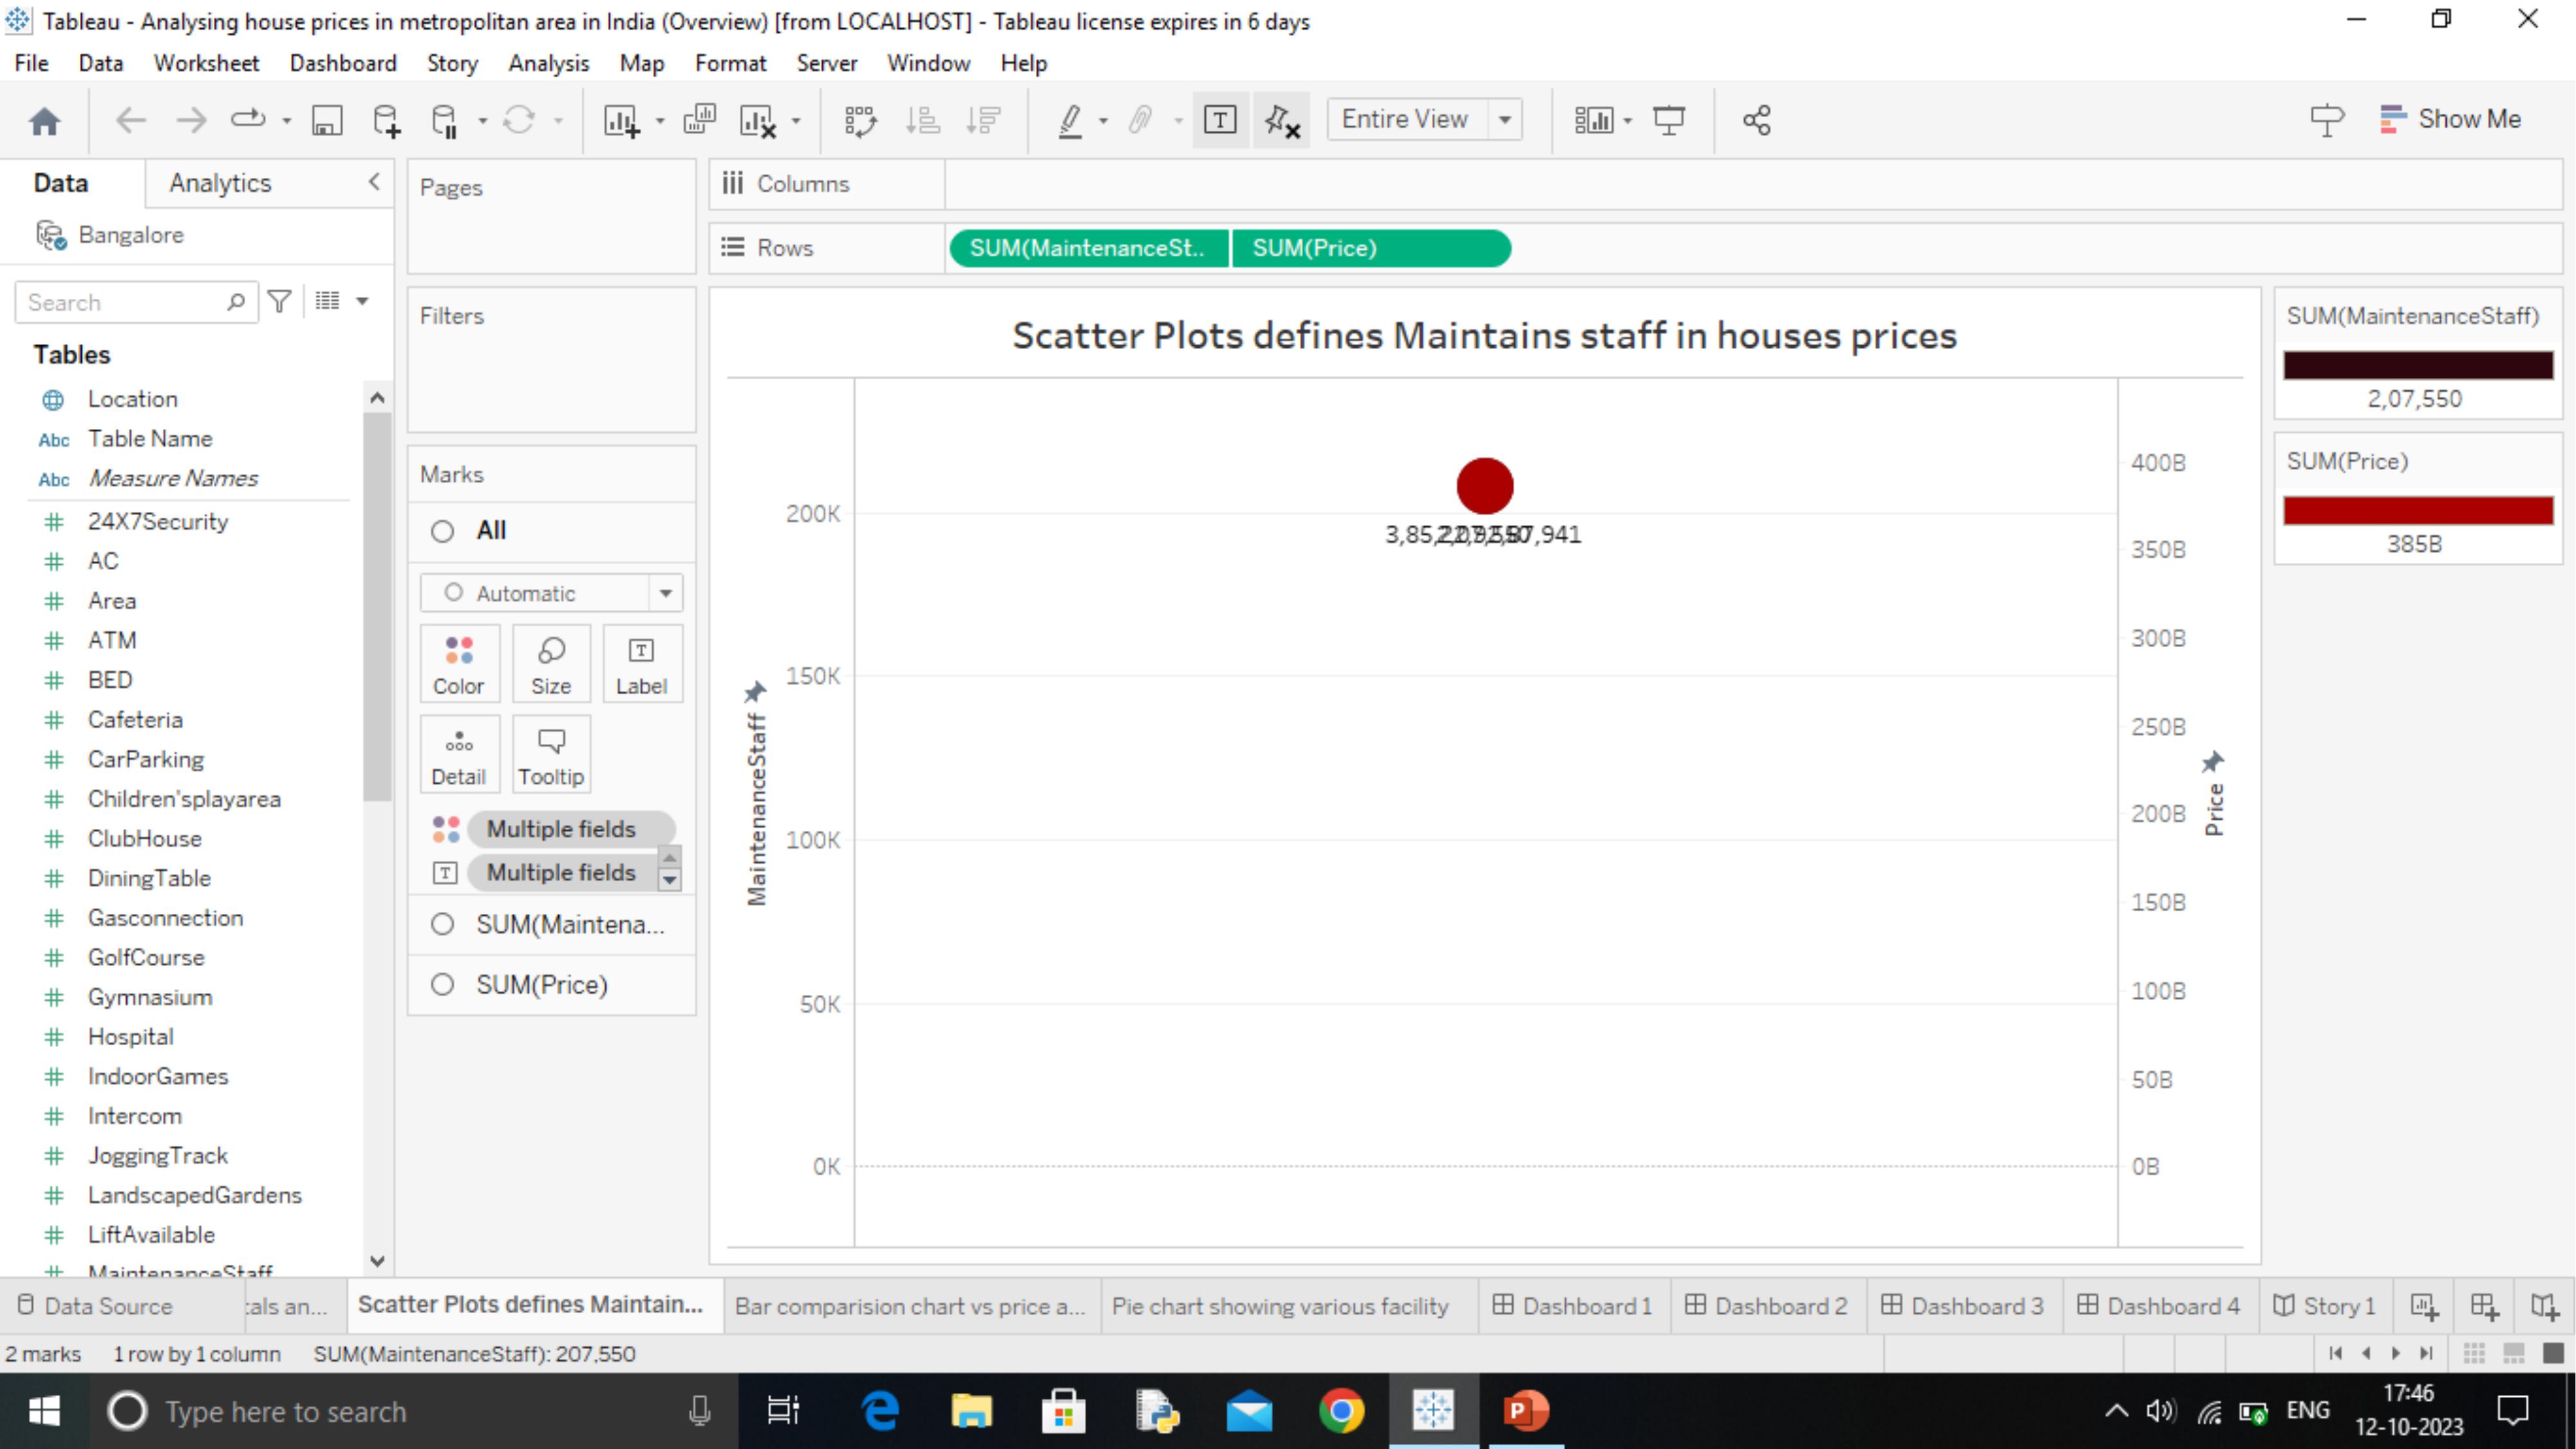 Tableau - Analysing house prices in metropolitan area in India (Overview) [from LOCALHOST] - Tableau license expires in 6 days
File Data Worksheet Dashboard Story Analysis Map Format Server Window Help
Entire View
Show Me
Data Analytics
Bangalore
Search
Tables
Location
Abc Table Name
Abc Measure Names
24X7Security
AC
Area
ATM
BED
Cafeteria
CarParking
Children'splayarea
ClubHouse
DiningTable
Gasconnection
GolfCourse
Gymnasium
Hospital
IndoorGames
Intercom
JoggingTrack
LandscapedGardens
LiftAvailable
MaintenanceStaff
Pages
Filters
Marks
All
Automatic
Color Size Label
Detail Tooltip
Multiple fields
Multiple fields
SUM(Maintena...
SUM(Price)
Columns
Rows SUM(MaintenanceSt.. SUM(Price)
Scatter Plots defines Maintains staff in houses prices
MaintenanceStaff
200K
150K
100K
50K
0K
400B
350B
300B
250B
200B
150B
100B
50B
0B
Price
SUM(MaintenanceStaff)
2,07,550
SUM(Price)
385B
Data Source :als an... Scatter Plots defines Maintain... Bar comparision chart vs price a... Pie chart showing various facility Dashboard 1 Dashboard 2 Dashboard 3 Dashboard 4 Story 1
2 marks 1 row by 1 column SUM(MaintenanceStaff): 207,550
Type here to search
ENG
17:46
12-10-2023